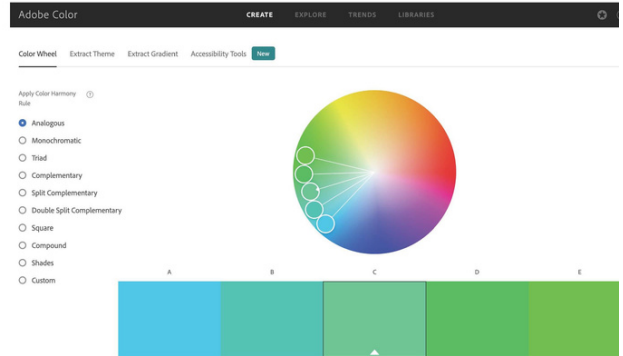 Adobe Color CREATE EXPLORE TRENDS LIBRARIES
Color Wheel Extract Theme Extract Gradient Accessibility Tools New
Apply Color Harmony
Rule
Analogous
Monochromatic
Triad
Complementary
Split Complementary
Double Split Complementary
Square
Compound
Shades
Custom
A B C D E